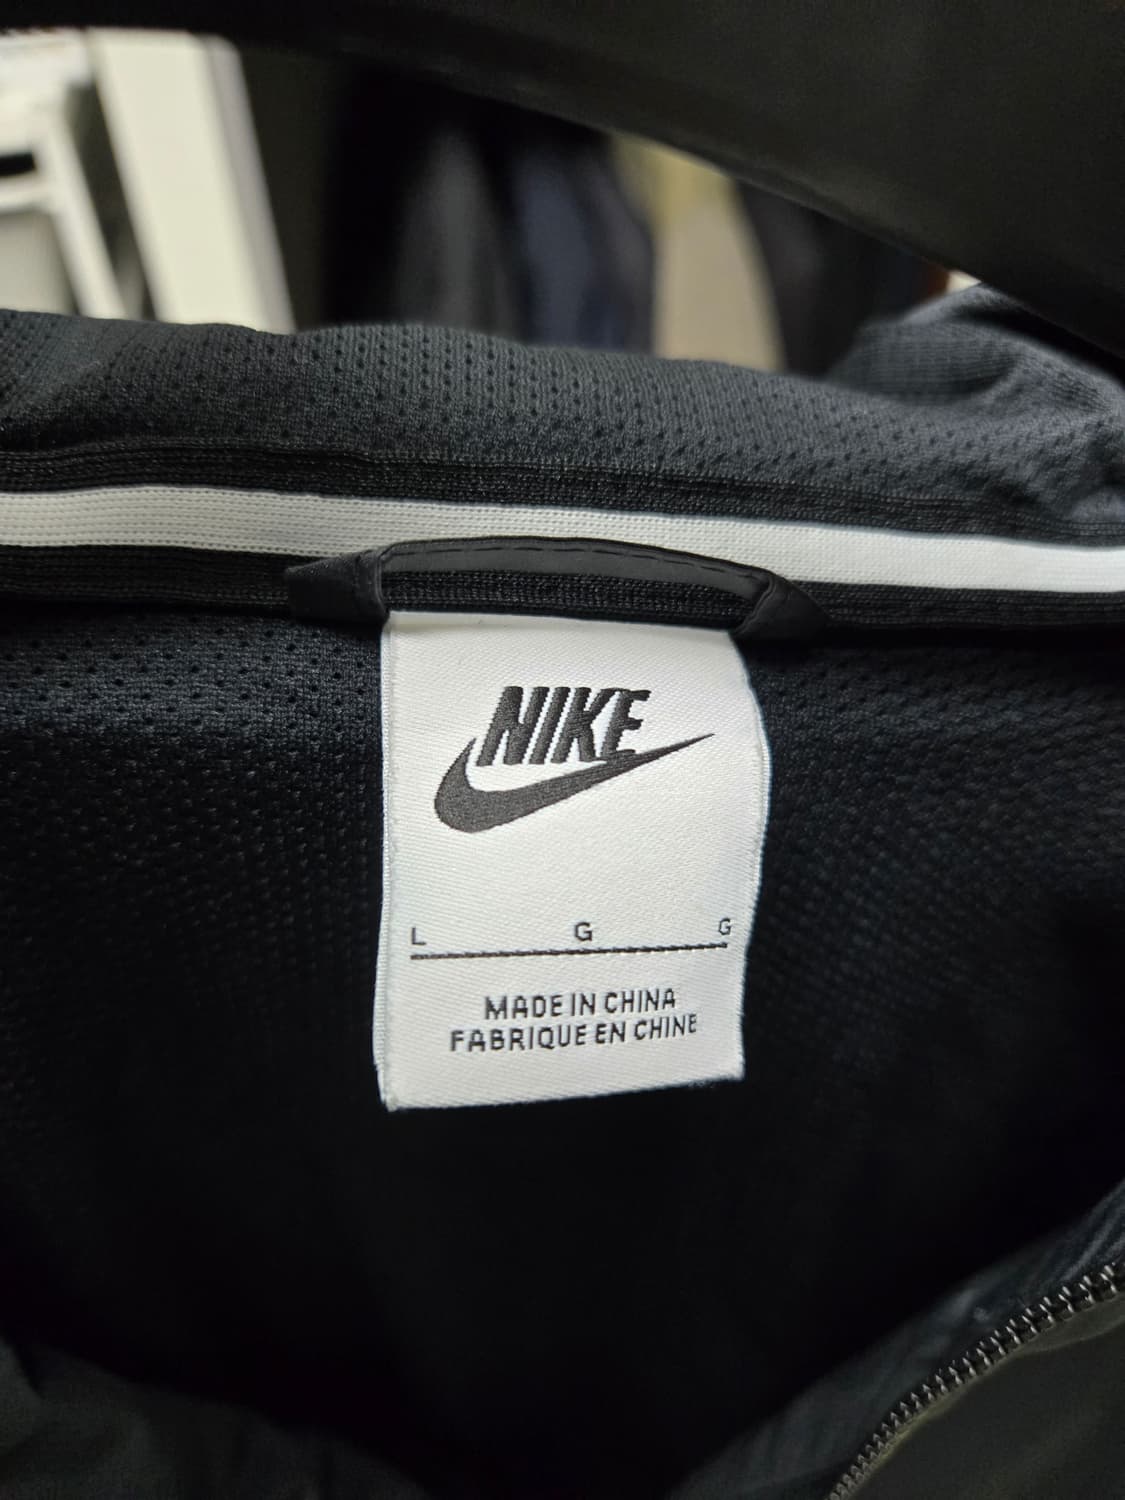 NIKE
L G G
MADE IN CHINA
FABRIQUE EN CHINE